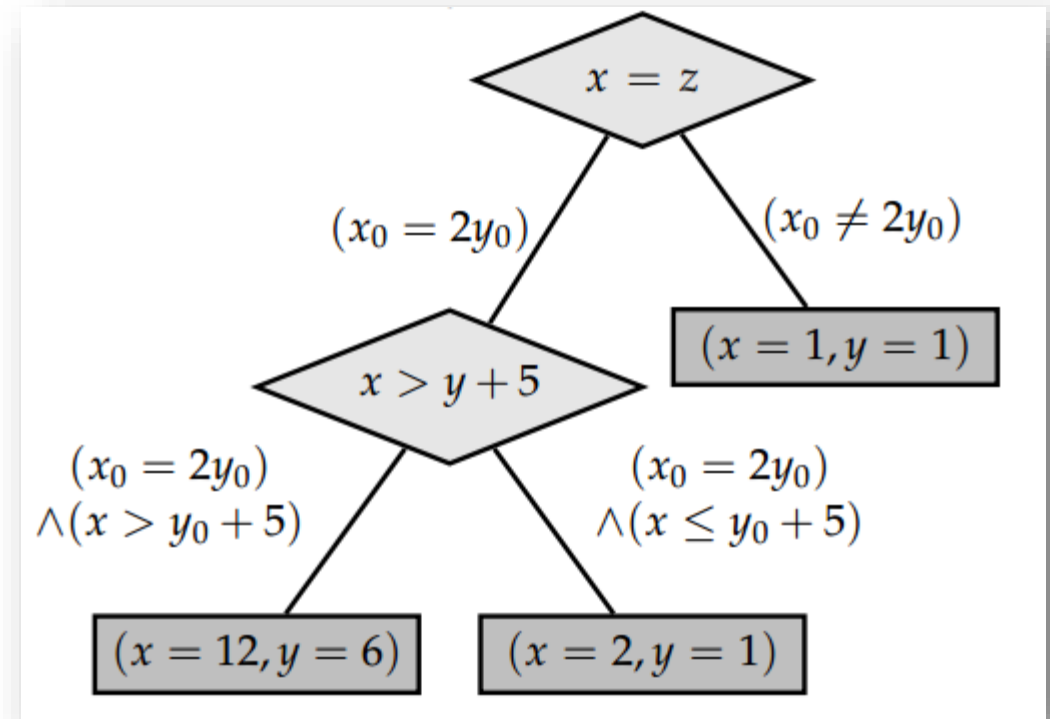 x = z
(x₀ = 2y₀)
(x₀ ≠ 2y₀)
(x = 1, y = 1)
x > y + 5
(x₀ = 2y₀)
∧(x > y₀ + 5)
(x₀ = 2y₀)
∧(x ≤ y₀ + 5)
(x = 12, y = 6)
(x = 2, y = 1)